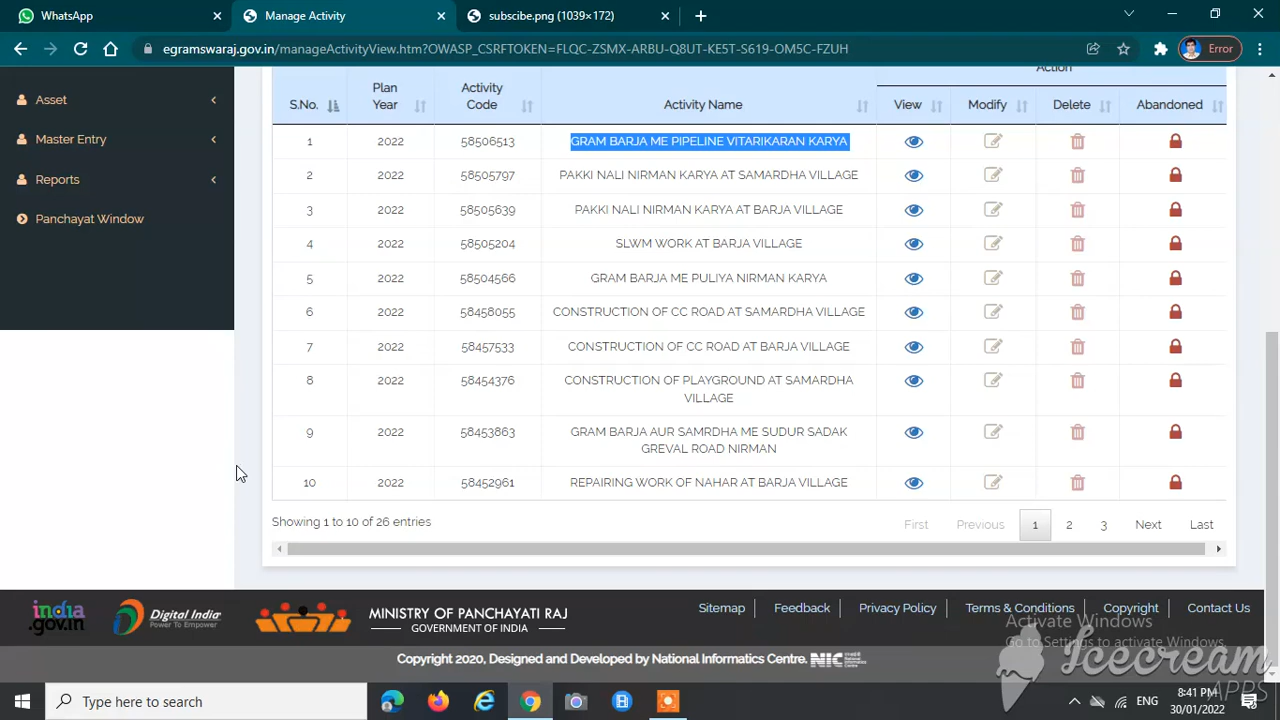 WhatsApp
Manage Activity
subscibe.png (1039×172)
egramswaraj.gov.in/manageActivityView.htm?OWASP_CSRFTOKEN=FLQC-ZSMX-ARBU-Q8UT-KE5T-S619-OM5C-FZUH
Error
Asset
Master Entry
Reports
Panchayat Window
Action
S.No. Plan Year Activity Code Activity Name View Modify Delete Abandoned
1 2022 58506513 GRAM BARJA ME PIPELINE VITARIKARAN KARYA
2 2022 58505797 PAKKI NALI NIRMAN KARYA AT SAMARDHA VILLAGE
3 2022 58505639 PAKKI NALI NIRMAN KARYA AT BARJA VILLAGE
4 2022 58505204 SLWM WORK AT BARJA VILLAGE
5 2022 58504566 GRAM BARJA ME PULIYA NIRMAN KARYA
6 2022 58458055 CONSTRUCTION OF CC ROAD AT SAMARDHA VILLAGE
7 2022 58457533 CONSTRUCTION OF CC ROAD AT BARJA VILLAGE
8 2022 58454376 CONSTRUCTION OF PLAYGROUND AT SAMARDHA
VILLAGE
9 2022 58453863 GRAM BARJA AUR SAMRDHA ME SUDUR SADAK
GREVAL ROAD NIRMAN
10 2022 58452961 REPAIRING WORK OF NAHAR AT BARJA VILLAGE
Showing 1 to 10 of 26 entries
First Previous 1 2 3 Next Last
india
.gov.in
Digital India
Power To Empower
MINISTRY OF PANCHAYATI RAJ
GOVERNMENT OF INDIA
Sitemap Feedback Privacy Policy Terms & Conditions Copyright Contact Us
Activate Windows
Go to Settings to activate Windows.
Copyright 2020, Designed and Developed by National Informatics Centre. NIC
Icecream
APPS
Type here to search
ENG
8:41 PM
30/01/2022